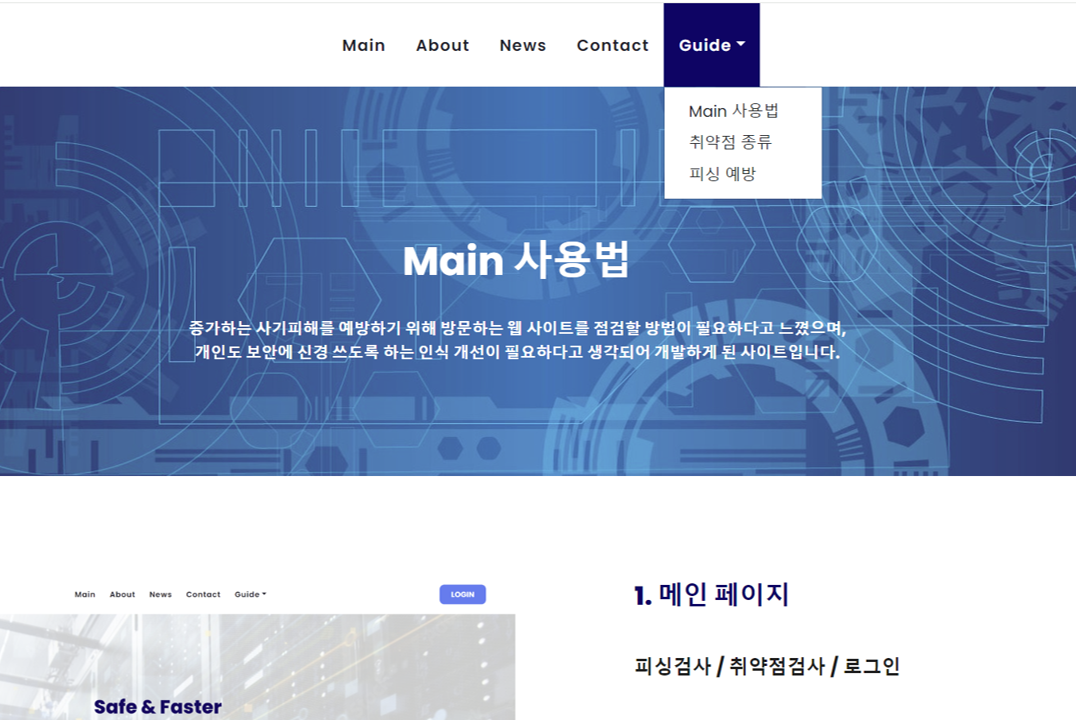 Main About News Contact Guide
Main 사용법
취약점 종류
피싱 예방
Main 사용법
증가하는 사기피해를 예방하기 위해 방문하는 웹 사이트를 점검할 방법이 필요하다고 느꼈으며,
개인도 보안에 신경 쓰도록 하는 인식 개선이 필요하다고 생각되어 개발하게 된 사이트입니다.
Main About News Contact Guide LOGIN
Safe & Faster
1. 메인 페이지
피싱검사 / 취약점검사 / 로그인